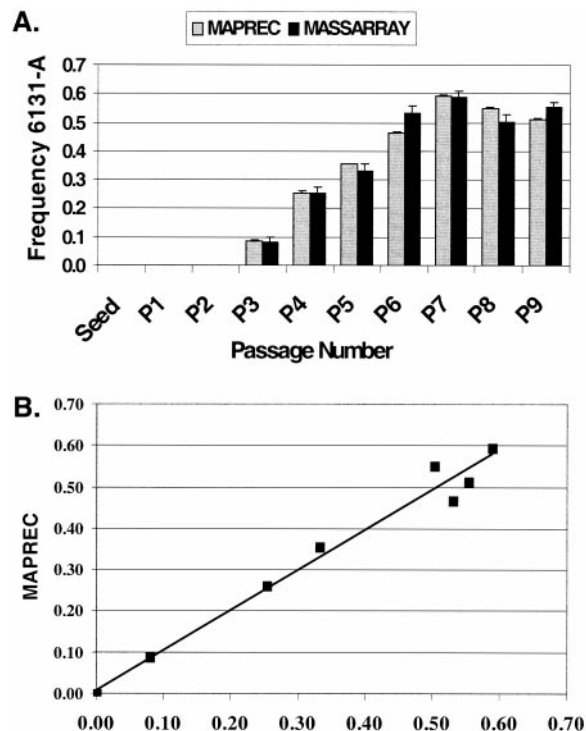 A.
MAPREC MASSARRAY
Frequency 6131-A
0.7
0.6
0.5
0.4
0.3
0.2
0.1
0.0
Seed P1 P2 P3 P4 P5 P6 P7 P8 P9
Passage Number
B.
MAPREC
0.70
0.60
0.50
0.40
0.30
0.20
0.10
0.00
0.00 0.10 0.20 0.30 0.40 0.50 0.60 0.70